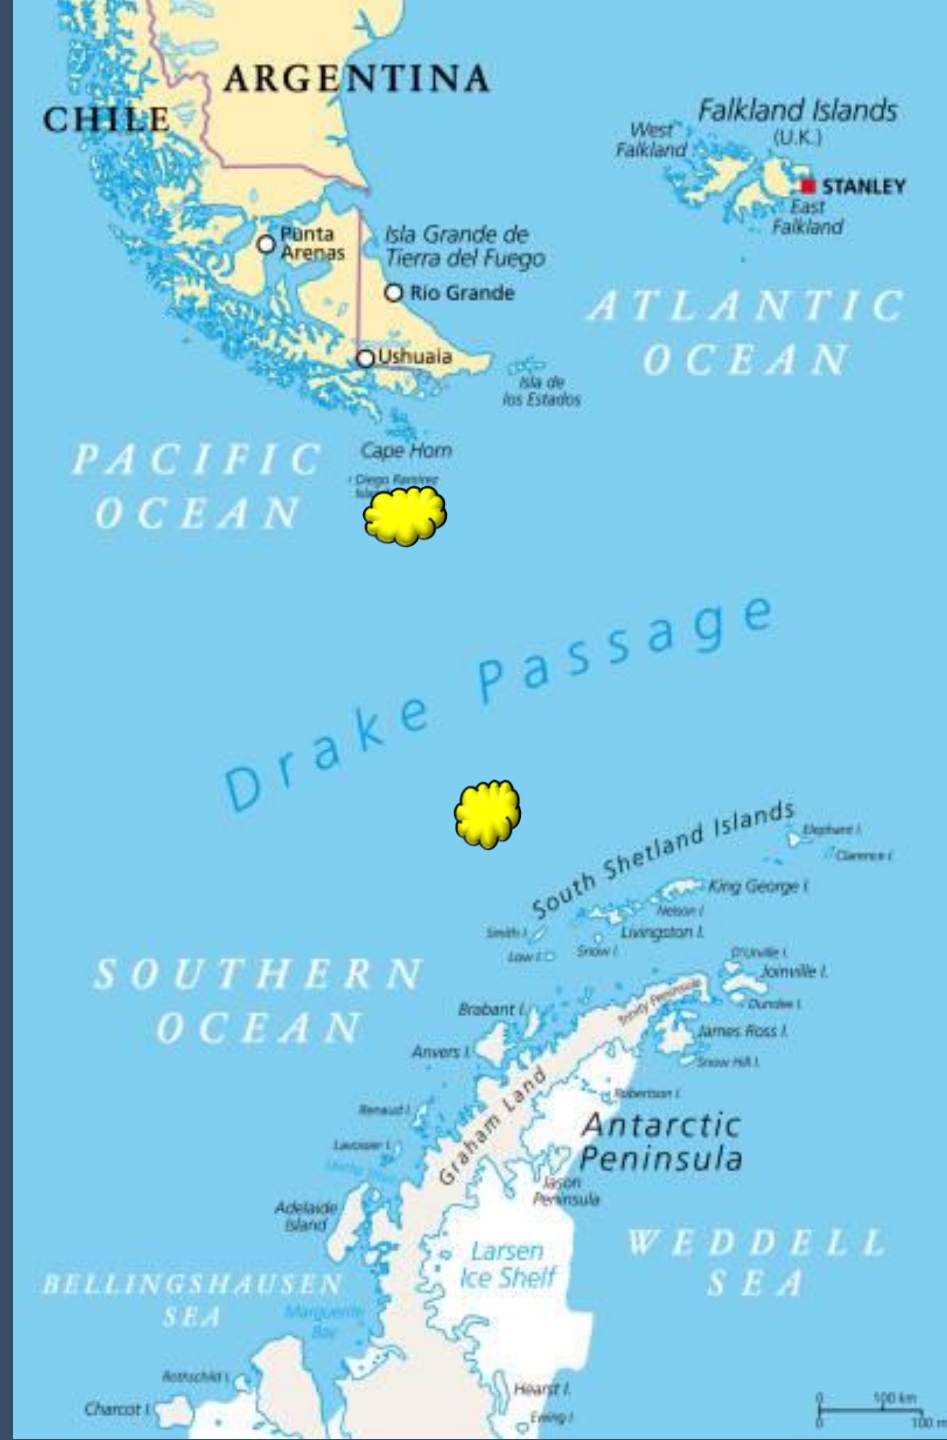 ARGENTINA
CHILE
Falkland Islands
(U.K.)
West
Falkland
STANLEY
East
Falkland
Punta
Arenas
Isla Grande de
Tierra del Fuego
Río Grande
ATLANTIC
OCEAN
Ushuaia
Isla de
los Estados
PACIFIC
OCEAN
Cape Horn
Diego Ramírez
Drake Passage
South Shetland Islands
Elephant I.
Clarence I.
King George I.
Nelson I.
Livingston I.
Smith I.
Snow I.
Low I.
SOUTHERN
OCEAN
D'Urville I.
Joinville I.
Dundee I.
Trinity Peninsula
Brabant I.
James Ross I.
Anvers I.
Snow Hill I.
Graham Land
Robertson I.
Renaud I.
Antarctic
Peninsula
Lavoisier I.
Jason
Peninsula
Adelaide
Island
WEDDELL
SEA
Larsen
Ice Shelf
BELLINGSHAUSEN
SEA
Marguerite
Bay
Rothschild I.
Charcot I.
Hearst I.
Ewing I.
0 100 km
0 100 m